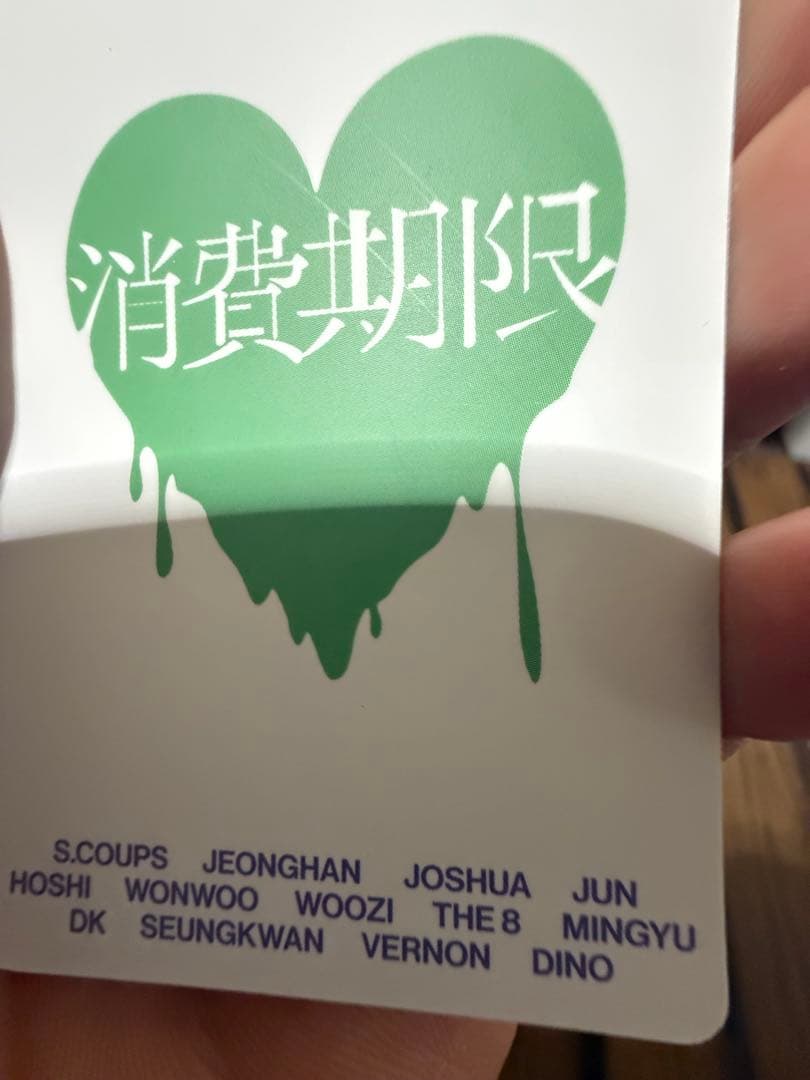 消費期限
S.COUPS JEONGHAN JOSHUA JUN
HOSHI WONWOO WOOZI THE 8 MINGYU
DK SEUNGKWAN VERNON DINO